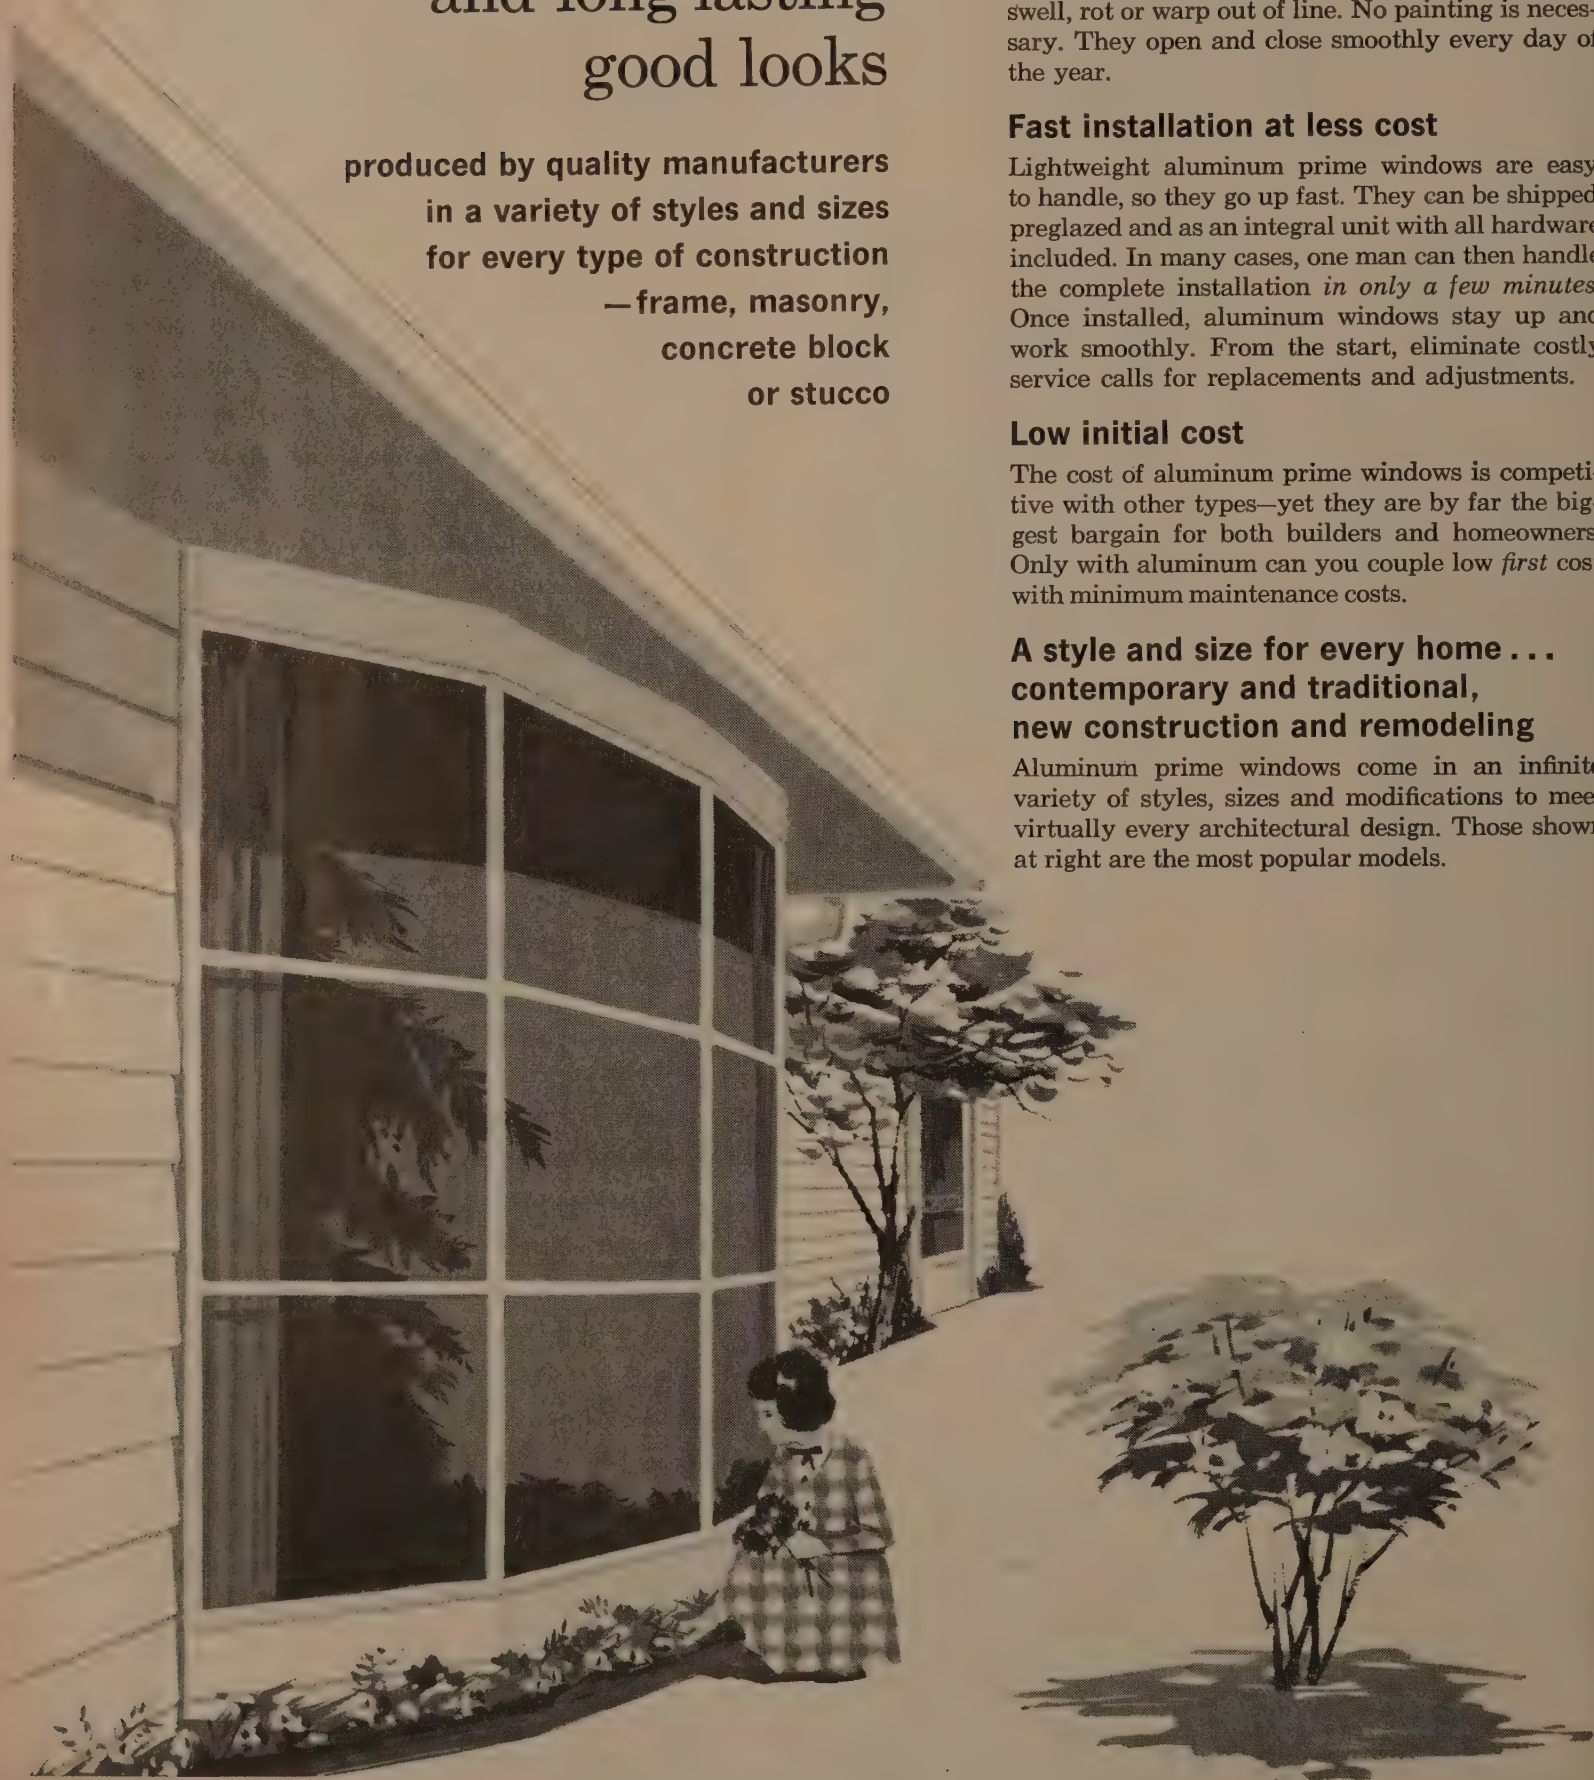 and long lasting
good looks
produced by quality manufacturers
in a variety of styles and sizes
for every type of construction
—frame, masonry,
concrete block
or stucco
swell, rot or warp out of line. No painting is neces-
sary. They open and close smoothly every day of
the year.
Fast installation at less cost
Lightweight aluminum prime windows are easy
to handle, so they go up fast. They can be shipped
preglazed and as an integral unit with all hardware
included. In many cases, one man can then handle
the complete installation in only a few minutes
Once installed, aluminum windows stay up and
work smoothly. From the start, eliminate costly
service calls for replacements and adjustments.
Low initial cost
The cost of aluminum prime windows is competi-
tive with other types—yet they are by far the big-
gest bargain for both builders and homeowners
Only with aluminum can you couple low first cos
with minimum maintenance costs.
A style and size for every home...
contemporary and traditional,
new construction and remodeling
Aluminum prime windows come in an infinite
variety of styles, sizes and modifications to mee
virtually every architectural design. Those shown
at right are the most popular models.